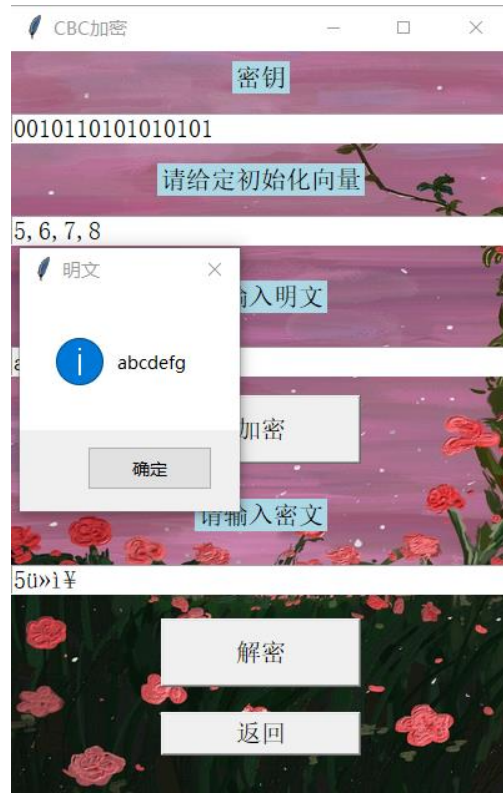 CBC加密
密钥
0010110101010101
请给定初始化向量
5,6,7,8
明文
输入明文
abcdefg
确定
加密
请输入密文
5ü»ì¥
解密
返回